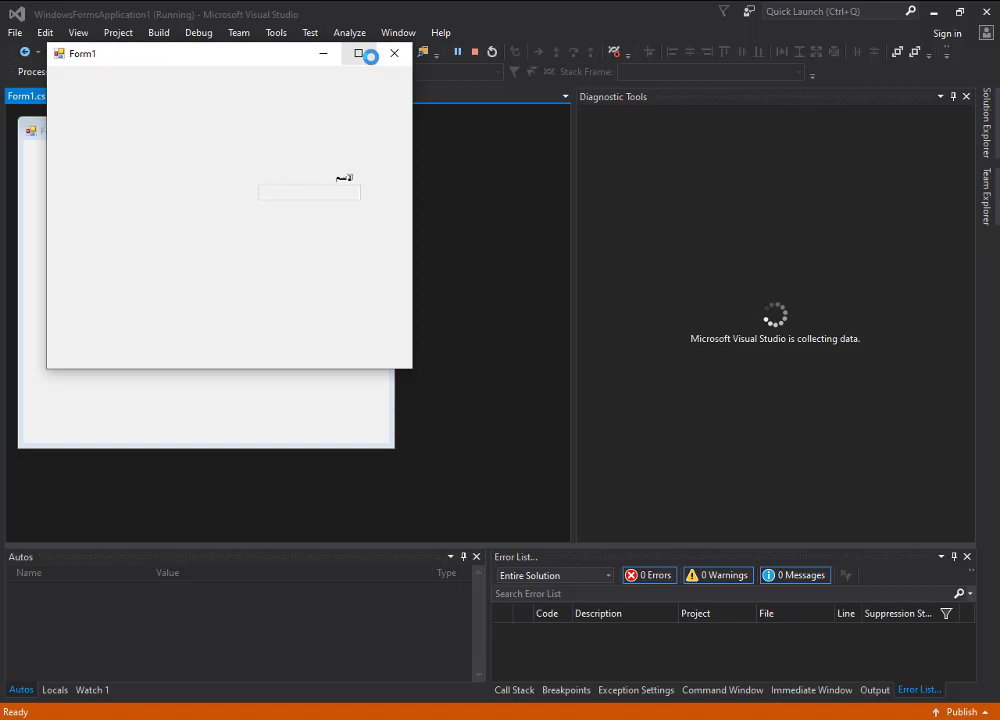 WindowsFormsApplication1 (Running) - Microsoft Visual Studio
Quick Launch (Ctrl+Q)
File Edit View Project Build Debug Team Tools Test Analyze Window Help
Sign in
Form1
Stack Frame:
Form1.cs
Diagnostic Tools
Solution Explorer
Team Explorer
الاسم
Microsoft Visual Studio is collecting data.
Autos
Name Value Type
Error List...
Entire Solution
0 Errors
0 Warnings
0 Messages
Search Error List
Code Description Project File Line Suppression St...
Autos Locals Watch 1
Call Stack Breakpoints Exception Settings Command Window Immediate Window Output Error List...
Ready
Publish